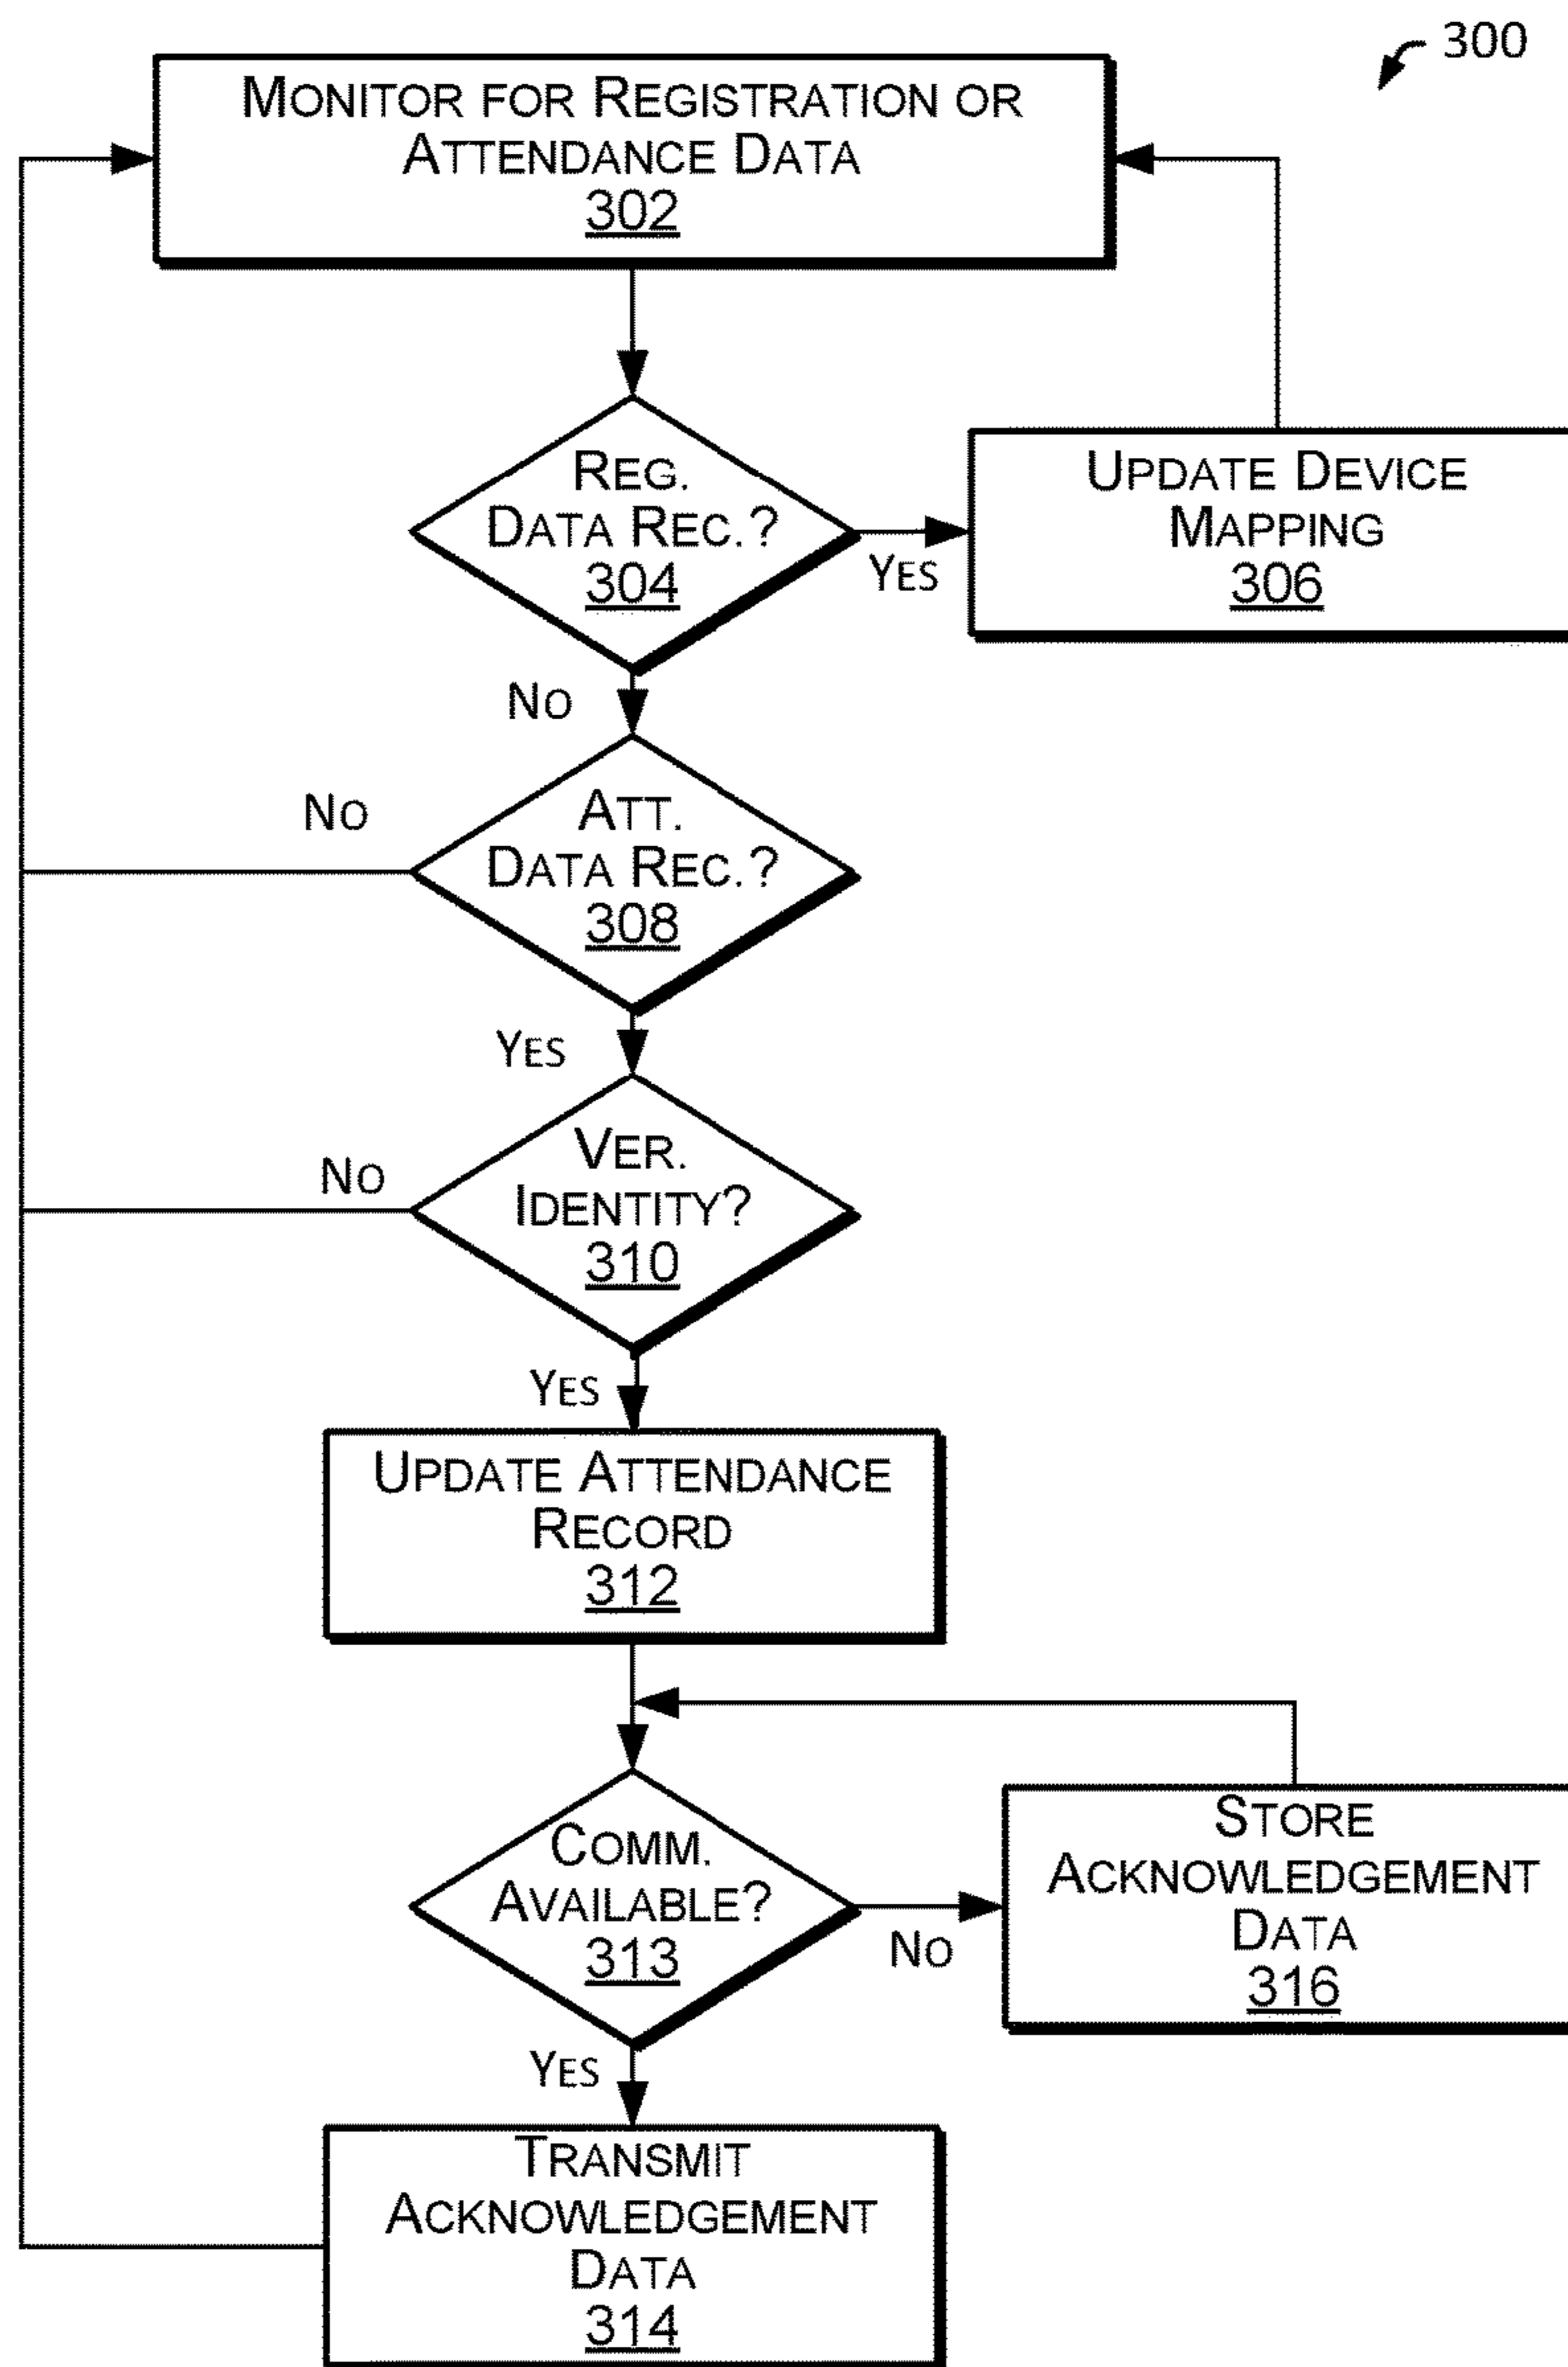 300
MONITOR FOR REGISTRATION OR
ATTENDANCE DATA
302
REG.
DATA REC.?
304
YES
UPDATE DEVICE
MAPPING
306
NO
ATT.
DATA REC.?
308
NO
YES
VER.
IDENTITY?
310
NO
YES
UPDATE ATTENDANCE
RECORD
312
COMM.
AVAILABLE?
313
NO
STORE
ACKNOWLEDGEMENT
DATA
316
YES
TRANSMIT
ACKNOWLEDGEMENT
DATA
314